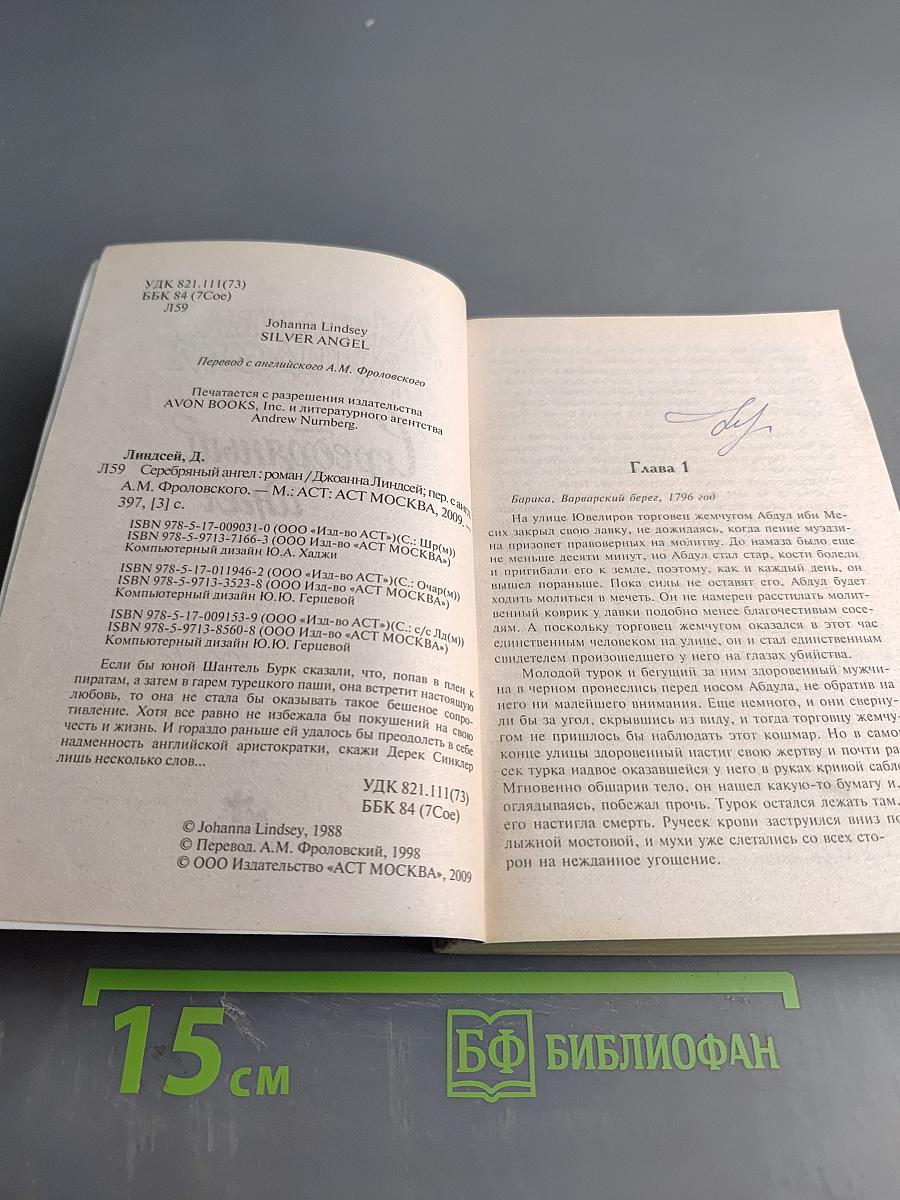 УДК 821.111(73)
ББК 84 (7Сое)
Л59
Johanna Lindsey
SILVER ANGEL
Перевод с английского А.М. Фроловского
Печатается с разрешения издательства
AVON BOOKS, Inc. и литературного агентства
Andrew Nurnberg.
Линдсей, Д.
Л59 Серебряный ангел : роман / Джоанна Линдсей; пер. с англ.
А.М. Фроловского. — М.: АСТ: АСТ МОСКВА, 2009. —
397, [3] с.
ISBN 978-5-17-009031-0 (ООО «Изд-во АСТ»)(С.: Шр(м))
ISBN 978-5-9713-7166-3 (ООО Изд-во «АСТ МОСКВА»)
Компьютерный дизайн Ю.А. Хаджи
ISBN 978-5-17-011946-2 (ООО «Изд-во АСТ»)(С.: Очар(м))
ISBN 978-5-9713-3523-8 (ООО Изд-во «АСТ МОСКВА»)
Компьютерный дизайн Ю.Ю. Герцевой
ISBN 978-5-17-009153-9 (ООО «Изд-во АСТ»)(С.: с/с Лд(м))
ISBN 978-5-9713-8560-8 (ООО Изд-во «АСТ МОСКВА»)
Компьютерный дизайн Ю.Ю. Герцевой
Если бы юной Шантель Бурк сказали, что, попав в плен к
пиратам, а затем в гарем турецкого паши, она встретит настоящую
любовь, то она не стала бы оказывать такое бешеное сопро-
тивление. Хотя все равно не избежала бы покушений на свою
честь и жизнь. И гораздо раньше ей удалось бы преодолеть в себе
надменность английской аристократки, скажи Дерек Синклер
лишь несколько слов...
УДК 821.111(73)
ББК 84 (7Сое)
© Johanna Lindsey, 1988
© Перевод. А.М. Фроловский, 1998
© ООО Издательство «АСТ МОСКВА», 2009
Глава 1
Барика, Варварский берег, 1796 год
На улице Ювелиров торговец жемчугом Абдул ибн Ме-
сих закрыл свою лавку, не дожидаясь, когда пение муэдзи-
на призовет правоверных на молитву. До намаза было еще
не меньше десяти минут, но Абдул стал стар, кости болели
и пригибали его к земле, поэтому, как и каждый день, он
вышел пораньше. Пока силы не оставят его, Абдул будет
ходить молиться в мечеть. Он не намерен расстилать молит-
венный коврик у лавки подобно менее благочестивым сосе-
дям. А поскольку торговец жемчугом оказался в этот час
единственным человеком на улице, он и стал единственным
свидетелем произошедшего у него на глазах убийства.
Молодой турок и бегущий за ним здоровенный мужчи-
на в черном пронеслись перед носом Абдула, не обратив на
него ни малейшего внимания. Еще немного, и они сверну-
ли бы за угол, скрывшись из виду, и тогда торговцу жемчу-
гом не пришлось бы наблюдать этот кошмар. Но в само
конце улицы здоровенный настиг свою жертву и почти ра
сек турка надвое оказавшейся у него в руках кривой сабле
Мгновенно обшарив тело, он нашел какую-то бумагу и,
оглядываясь, побежал прочь. Турок остался лежать там,
его настигла смерть. Ручеек крови заструился вниз по
лыжной мостовой, и мухи уже слетались со всех сто-
рон на нежданное угощение.
15 см
БФ БИБЛИОФАН